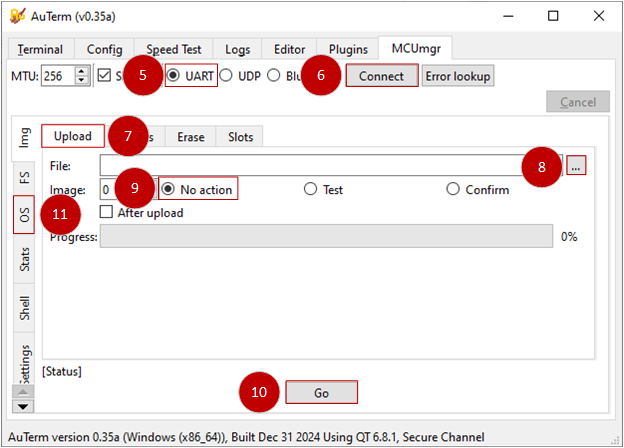 AuTerm (v0.35a)
Terminal Config Speed Test Logs Editor Plugins MCUmgr
MTU: 256 5 UART UDP 6 Connect Error lookup
Cancel
Img Upload 7 Erase Slots
File: 8 ...
FS
Image: 0 9 No action Test Confirm
OS 11 After upload
Progress: 0%
Stats
Shell
Settings
[Status]
10 Go
AuTerm version 0.35a (Windows (x86_64)), Built Dec 31 2024 Using QT 6.8.1, Secure Channel